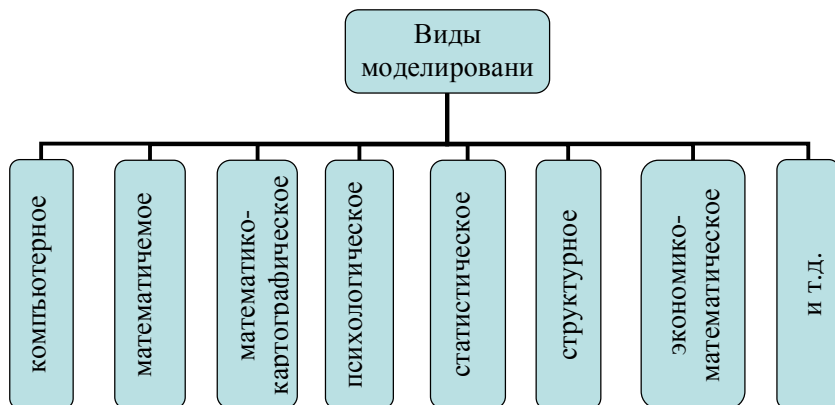 Виды
моделировани
компьютерное
математичемое
математико-
картографическое
психологическое
статистическое
структурное
экономико-
математическое
и т.д.